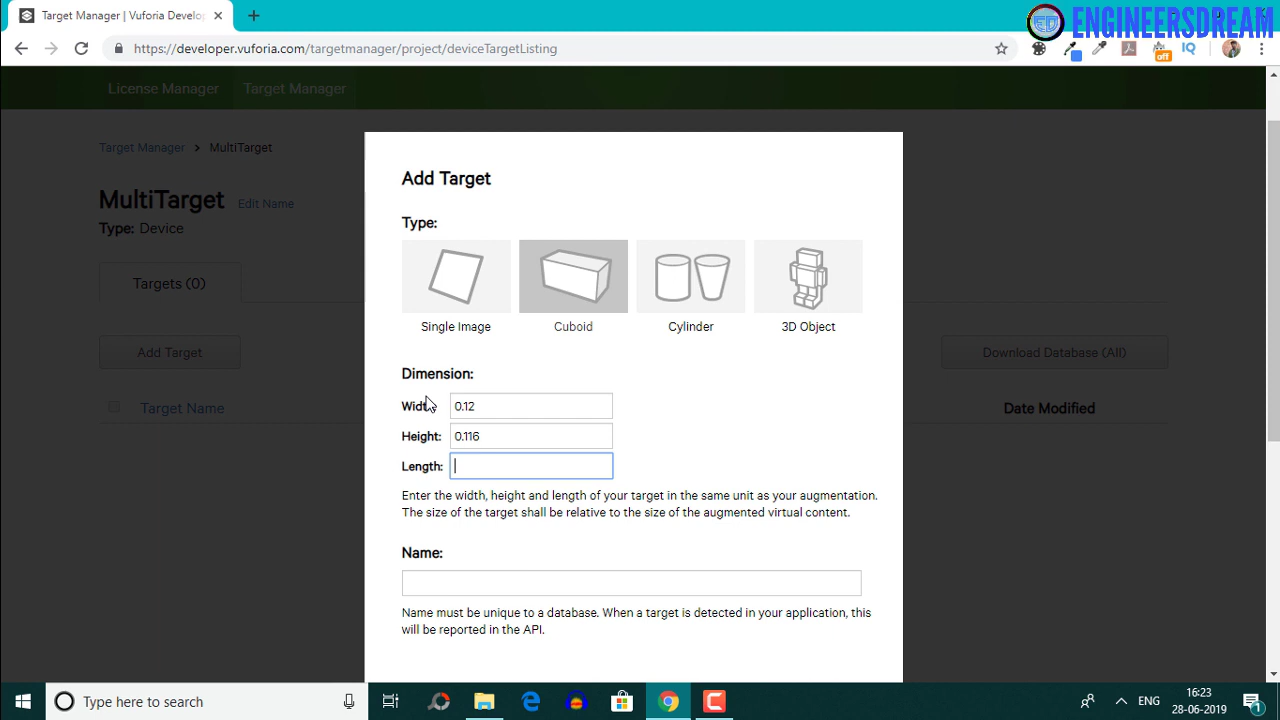 Target Manager | Vuforia Develo
ENGINEERSDREAM
https://developer.vuforia.com/targetmanager/project/deviceTargetListing
off
IQ
License Manager
Target Manager
Target Manager > MultiTarget
MultiTarget
Edit Name
Type: Device
Targets (0)
Add Target
Download Database (All)
Target Name
Date Modified
Add Target
Type:
Single Image
Cuboid
Cylinder
3D Object
Dimension:
Width: 0.12
Height: 0.116
Length:
Enter the width, height and length of your target in the same unit as your augmentation.
The size of the target shall be relative to the size of the augmented virtual content.
Name:
Name must be unique to a database. When a target is detected in your application, this
will be reported in the API.
Type here to search
ENG
16:23
28-06-2019
1